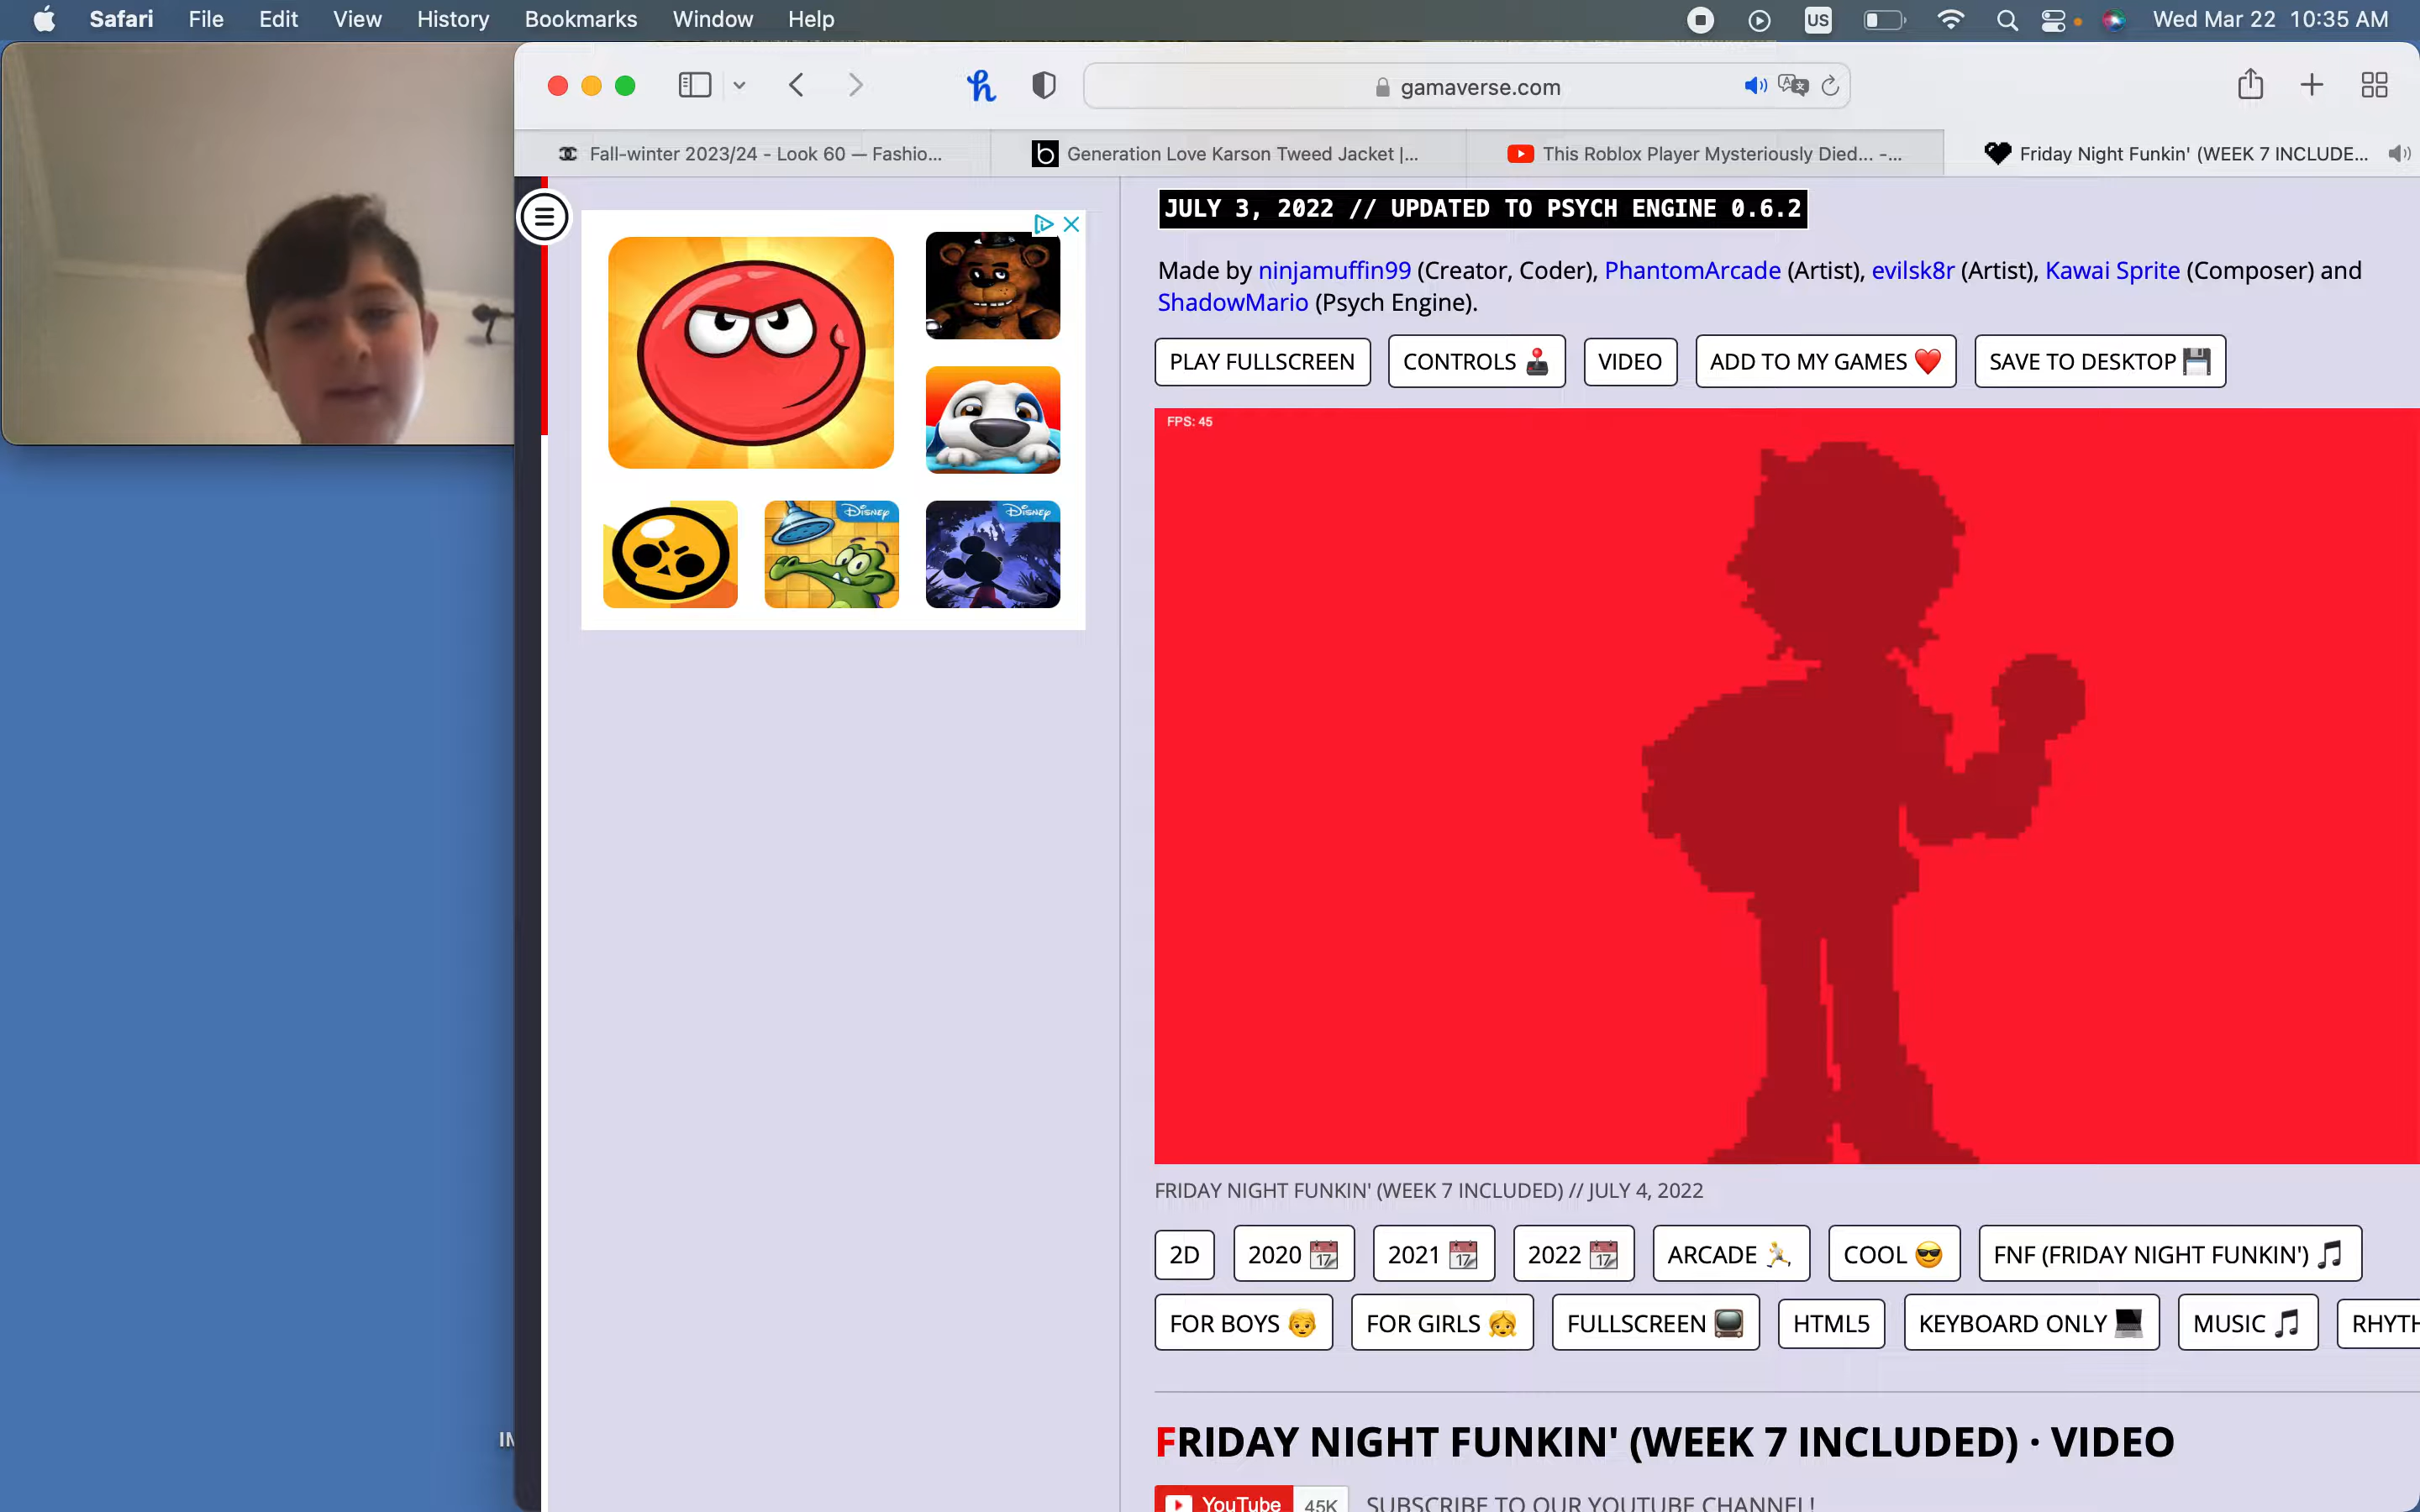 Safari File Edit View History Bookmarks Window Help US Wed Mar 22 10:35 AM
gamaverse.com
Fall-winter 2023/24 - Look 60 — Fashio...
Generation Love Karson Tweed Jacket |...
This Roblox Player Mysteriously Died... -...
Friday Night Funkin' (WEEK 7 INCLUDE...
JULY 3, 2022 // UPDATED TO PSYCH ENGINE 0.6.2
Made by ninjamuffin99 (Creator, Coder), PhantomArcade (Artist), evilsk8r (Artist), Kawai Sprite (Composer) and
ShadowMario (Psych Engine).
PLAY FULLSCREEN CONTROLS 🕹️ VIDEO ADD TO MY GAMES ❤️ SAVE TO DESKTOP 💾
Disney
Disney
FPS: 45
FRIDAY NIGHT FUNKIN' (WEEK 7 INCLUDED) // JULY 4, 2022
2D 2020 📅 2021 📅 2022 📅 ARCADE 🏃 COOL 😎 FNF (FRIDAY NIGHT FUNKIN') 🎵
FOR BOYS 👦 FOR GIRLS 👧 FULLSCREEN 📺 HTML5 KEYBOARD ONLY 💻 MUSIC 🎵 RHYTH
IM
FRIDAY NIGHT FUNKIN' (WEEK 7 INCLUDED) · VIDEO
YouTube 45K SUBSCRIBE TO OUR YOUTUBE CHANNEL!